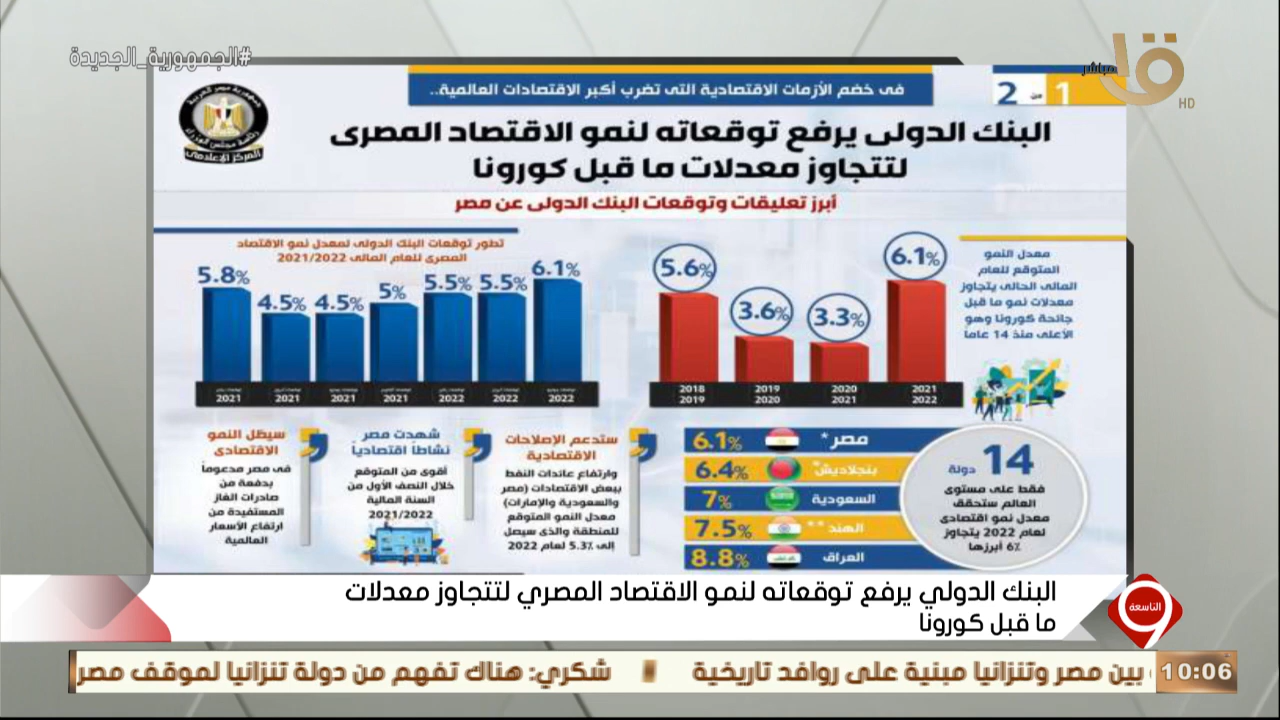 #الجمهورية_الجديدة
مباشر
HD
1 من 2
فى خضم الأزمات الاقتصادية التى تضرب أكبر الاقتصادات العالمية..
البنك الدولى يرفع توقعاته لنمو الاقتصاد المصرى
لتتجاوز معدلات ما قبل كورونا
أبرز تعليقات وتوقعات البنك الدولى عن مصر
معدل النمو
المتوقع للعام
المالى الحالى يتجاوز
معدلات نمو ما قبل
جائحة كورونا وهو
الأعلى منذ 14 عاماً
5.6% 3.6% 3.3% 6.1%
2018 2019 2020 2021
2019 2020 2021 2022
تطور توقعات البنك الدولى لمعدل نمو الاقتصاد
المصرى للعام المالى 2021/2022
5.8% 4.5% 4.5% 5% 5.5% 5.5% 6.1%
2021 2021 2021 2021 2022 2022 2022
14 دولة
فقط على مستوى
العالم ستحقق
معدل نمو اقتصادى
لعام 2022 يتجاوز
6٪ أبرزها
مصر* 6.1%
بنجلاديش* 6.4%
السعودية 7%
الهند** 7.5%
العراق 8.8%
ستدعم الإصلاحات
الاقتصادية
وارتفاع عائدات النفط
ببعض الاقتصادات (مصر
والسعودية والإمارات)
معدل النمو المتوقع
للمنطقة والذى سيصل
إلى 5.3٪ لعام 2022
شهدت مصر
نشاطاً اقتصادياً
أقوى من المتوقع
خلال النصف الأول من
السنة المالية
2021/2022
سيظل النمو
الاقتصادى
فى مصر مدعوماً
بدفعة من
صادرات الغاز
المستفيدة من
ارتفاع الأسعار
العالمية
البنك الدولي يرفع توقعاته لنمو الاقتصاد المصري لتتجاوز معدلات
ما قبل كورونا
التاسعة
9
10:06
بين مصر وتنزانيا مبنية على روافد تاريخية
شكري: هناك تفهم من دولة تنزانيا لموقف مصر